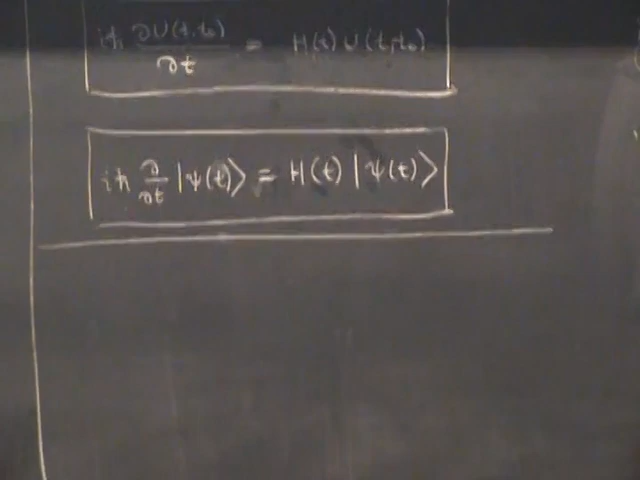 iħ ∂U(t,t₀)/∂t = H(t) U(t,t₀)
iħ ∂/∂t |ψ(t)⟩ = H(t) |ψ(t)⟩